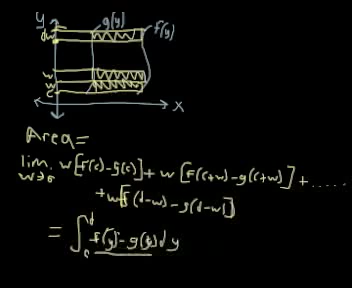 y
g(y)
f(y)
d
w
w
w
c
x
Area=
lim w→0 w[f(c)-g(c)]+ w [f(c+w)-g(c+w)]+......
+w[f(d-w)-g(d-w)]
= ∫_c^d f(y)-g(y) dy